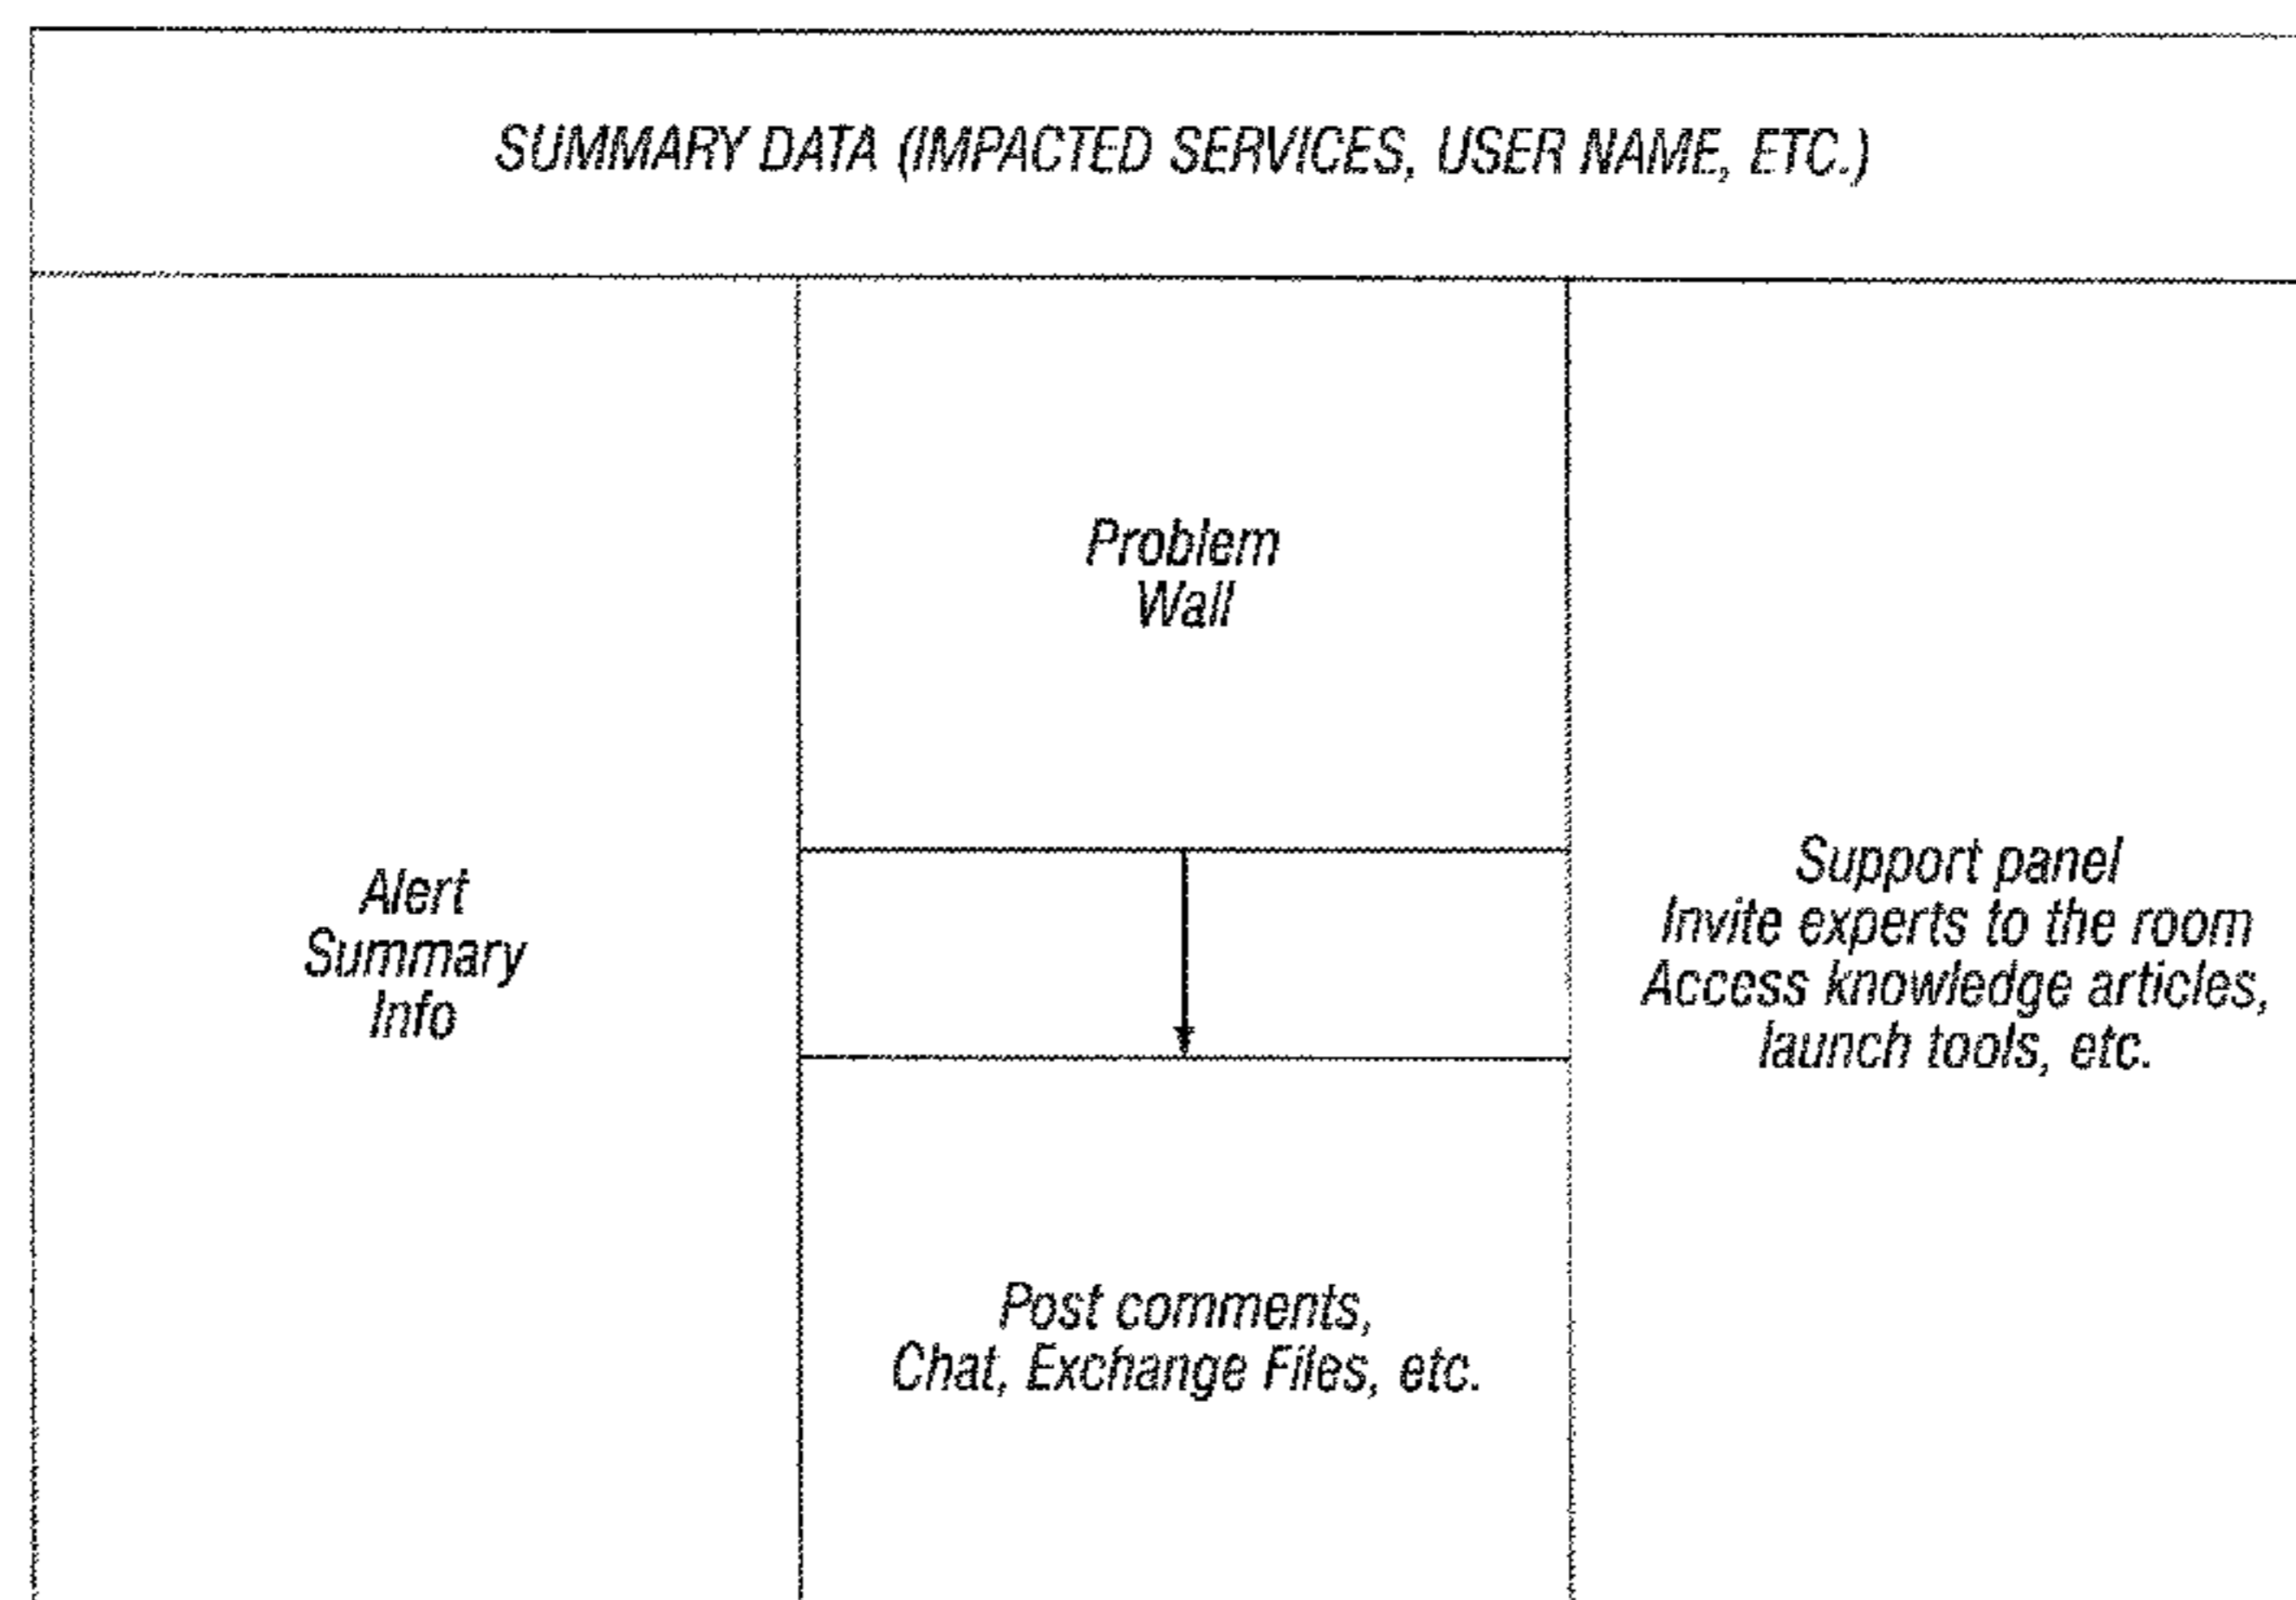 SUMMARY DATA (IMPACTED SERVICES, USER NAME, ETC.)
Alert
Summary
Info
Problem
Wall
Post comments,
Chat, Exchange Files, etc.
Support panel
Invite experts to the room
Access knowledge articles,
launch tools, etc.